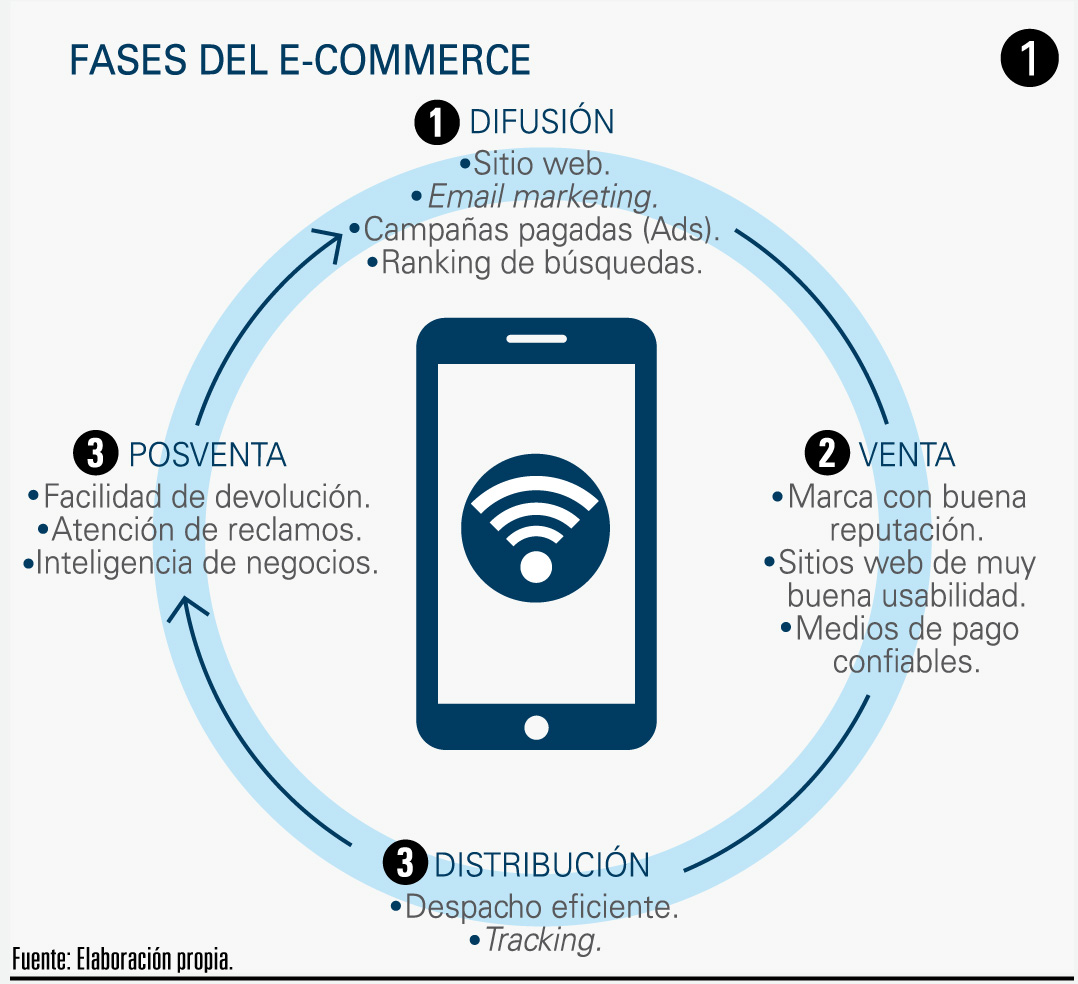 FASES DEL E-COMMERCE
1
1 DIFUSIÓN
•Sitio web.
•Email marketing.
•Campañas pagadas (Ads).
•Ranking de búsquedas.
2 VENTA
•Marca con buena
reputación.
•Sitios web de muy
buena usabilidad.
•Medios de pago
confiables.
3 DISTRIBUCIÓN
•Despacho eficiente.
•Tracking.
3 POSVENTA
•Facilidad de devolución.
•Atención de reclamos.
•Inteligencia de negocios.
Fuente: Elaboración propia.